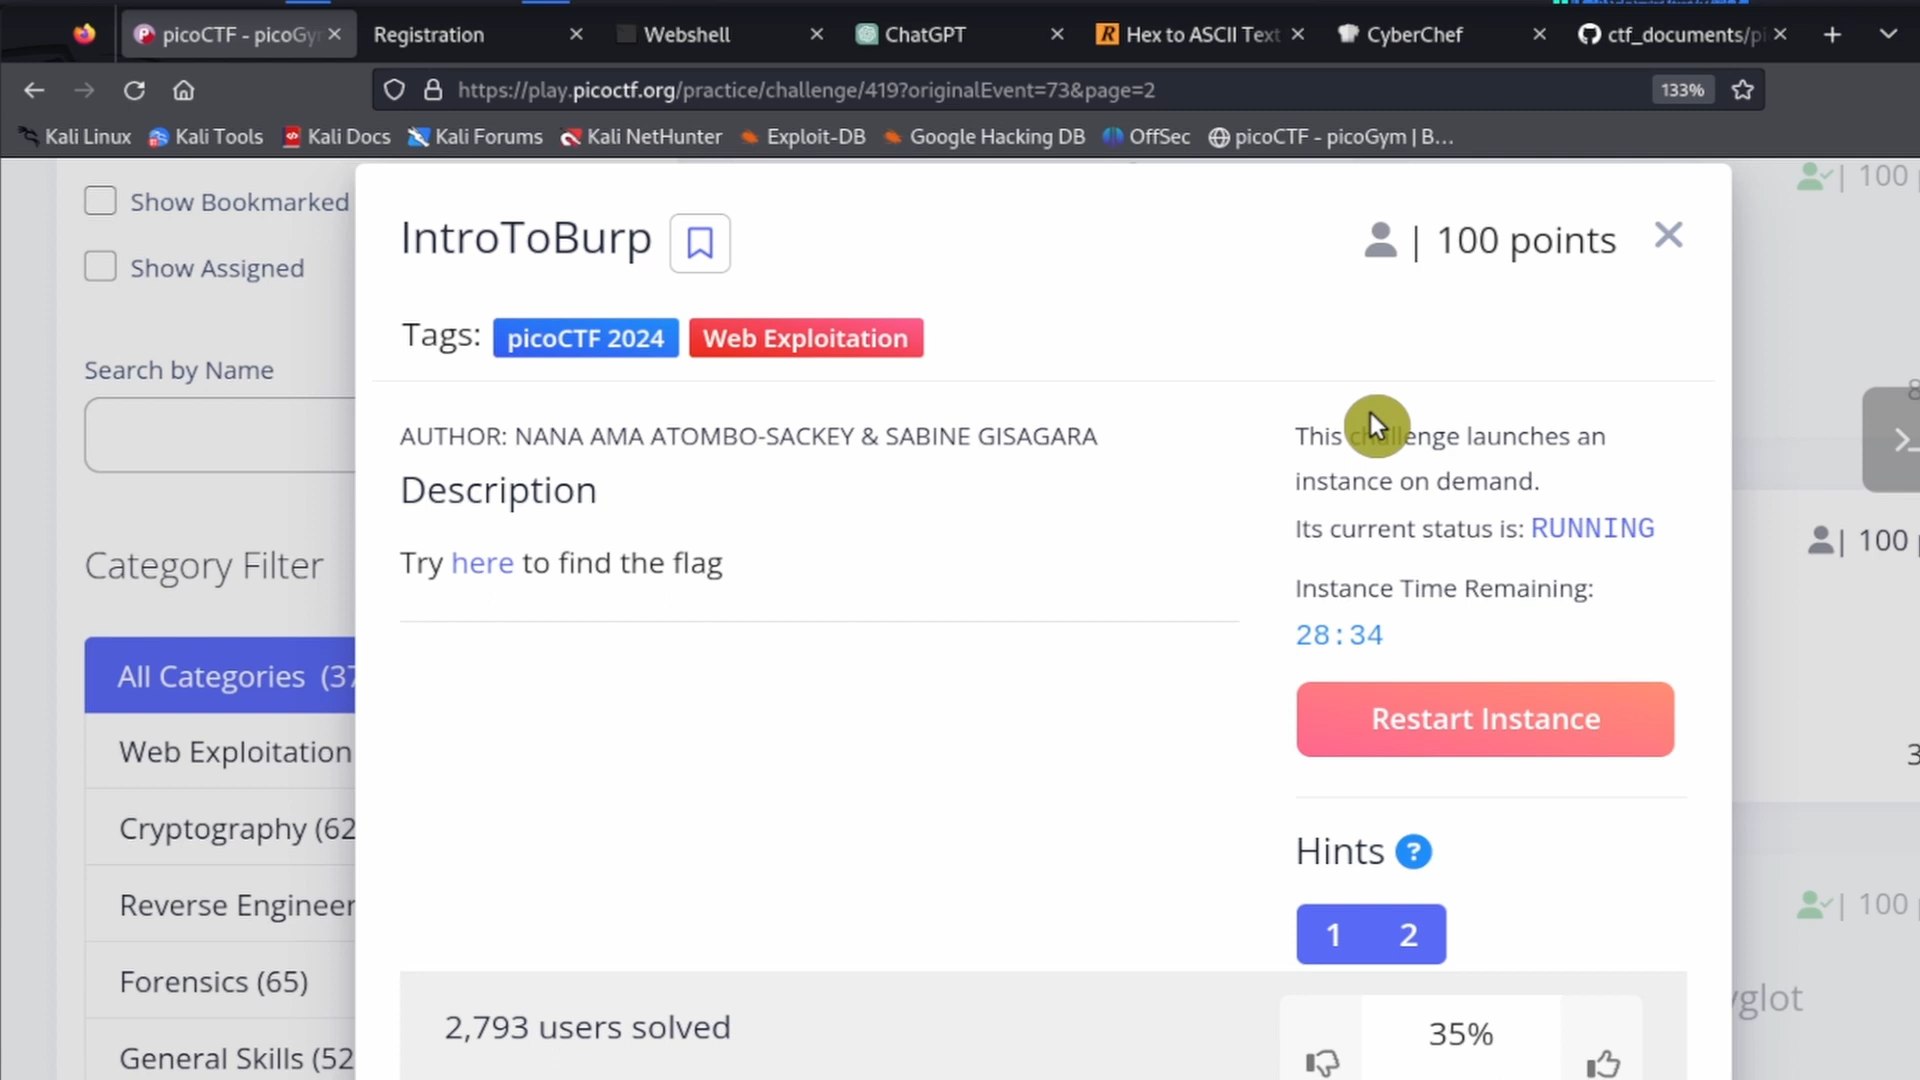 picoCTF - picoGy
Registration
Webshell
ChatGPT
Hex to ASCII Text
CyberChef
ctf_documents/pi
https://play.picoctf.org/practice/challenge/419?originalEvent=73&page=2
133%
Kali Linux
Kali Tools
Kali Docs
Kali Forums
Kali NetHunter
Exploit-DB
Google Hacking DB
OffSec
picoCTF - picoGym | B...
Show Bookmarked
Show Assigned
Search by Name
Category Filter
All Categories (37
Web Exploitation
Cryptography (62
Reverse Engineer
Forensics (65)
General Skills (52
IntroToBurp
| 100 points
Tags: picoCTF 2024 Web Exploitation
AUTHOR: NANA AMA ATOMBO-SACKEY & SABINE GISAGARA
Description
Try here to find the flag
This challenge launches an
instance on demand.
Its current status is: RUNNING
Instance Time Remaining:
28:34
Restart Instance
Hints ?
1 2
2,793 users solved
35%
| 100 p
8
| 100 p
3
| 100 p
yglot